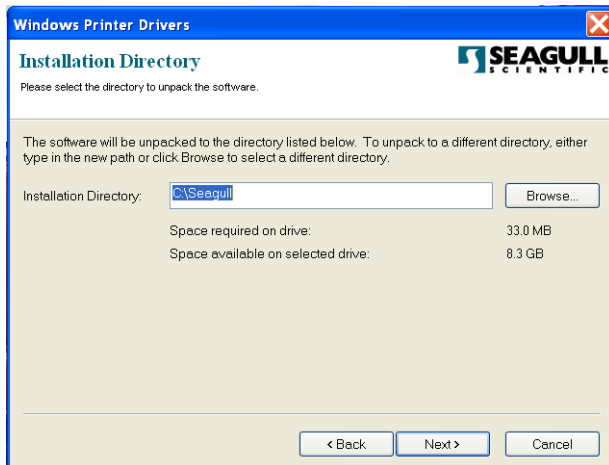 Windows Printer Drivers
Installation Directory
SEAGULL
SCIENTIFIC
Please select the directory to unpack the software.
The software will be unpacked to the directory listed below. To unpack to a different directory, either
type in the new path or click Browse to select a different directory.
Installation Directory: C:\Seagull Browse...
Space required on drive: 33.0 MB
Space available on selected drive: 8.3 GB
< Back Next > Cancel